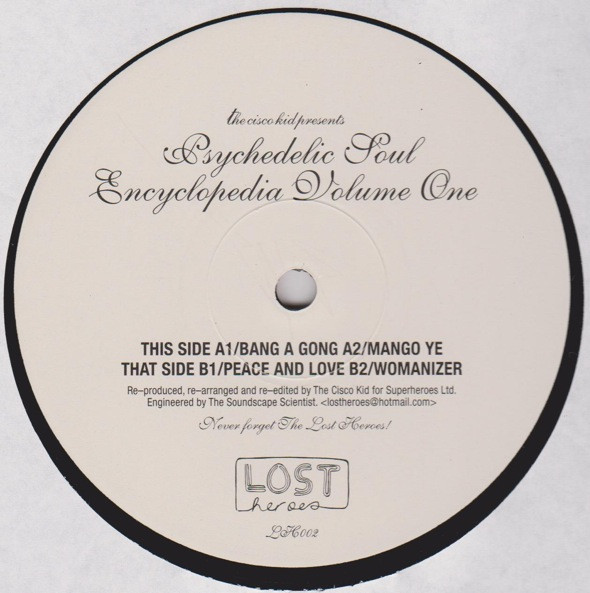 the cisco kid presents
Psychedelic Soul
Encyclopedia Volume One
THIS SIDE A1/BANG A GONG A2/MANGO YE
THAT SIDE B1/PEACE AND LOVE B2/WOMANIZER
Re-produced, re-arranged and re-edited by The Cisco Kid for Superheroes Ltd.
Engineered by The Soundscape Scientist. <lostheroes@hotmail.com>
Never forget The Lost Heroes!
LOST
heroes
LH002